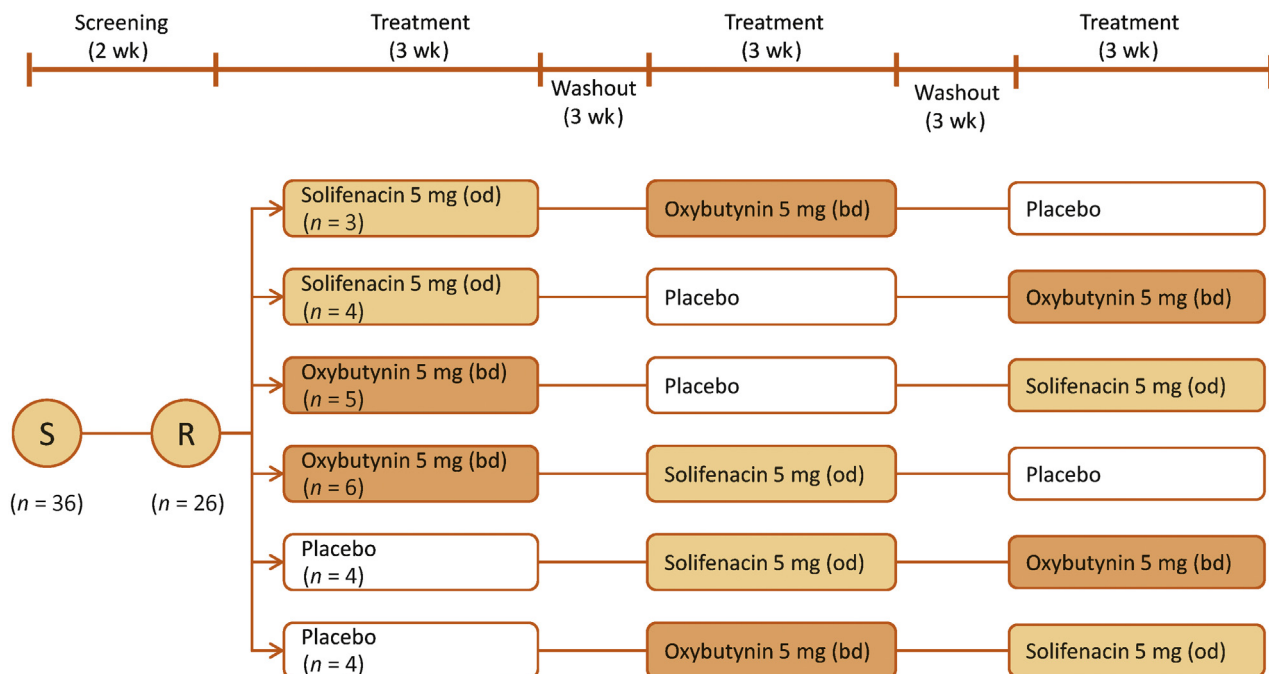 Screening
(2 wk)
Treatment
(3 wk)
Washout
(3 wk)
Treatment
(3 wk)
Washout
(3 wk)
Treatment
(3 wk)
Solifenacin 5 mg (od)
(n = 3)
Oxybutynin 5 mg (bd)
Placebo
Solifenacin 5 mg (od)
(n = 4)
Placebo
Oxybutynin 5 mg (bd)
Oxybutynin 5 mg (bd)
(n = 5)
Placebo
Solifenacin 5 mg (od)
S
(n = 36)
R
(n = 26)
Oxybutynin 5 mg (bd)
(n = 6)
Solifenacin 5 mg (od)
Placebo
Placebo
(n = 4)
Solifenacin 5 mg (od)
Oxybutynin 5 mg (bd)
Placebo
(n = 4)
Oxybutynin 5 mg (bd)
Solifenacin 5 mg (od)